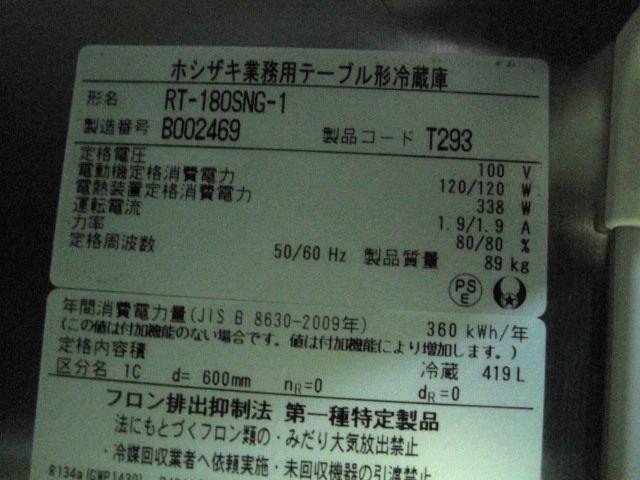 ホシザキ業務用テーブル形冷蔵庫
形名 RT-180SNG-1
製造番号 B002469 製品コード T293
定格電圧 100 V
電動機定格消費電力 120/120 W
電熱装置定格消費電力 338 W
運転電流 1.9/1.9 A
力率 80/80 %
定格周波数 50/60 Hz 製品質量 89 kg
PS E
年間消費電力量(JIS B 8630-2009年) 360 kWh/年
(この値は付加機能のない場合です。値は付加機能により増加します。)
定格内容積 冷蔵 419 L
区分名 1C d= 600mm nR=0 dR=0
フロン排出抑制法 第一種特定製品
・法にもとづくフロン類の・みだり大気放出禁止
・冷媒回収業者へ依頼実施・未回収機器の引渡禁止
R134a(GWP1430)